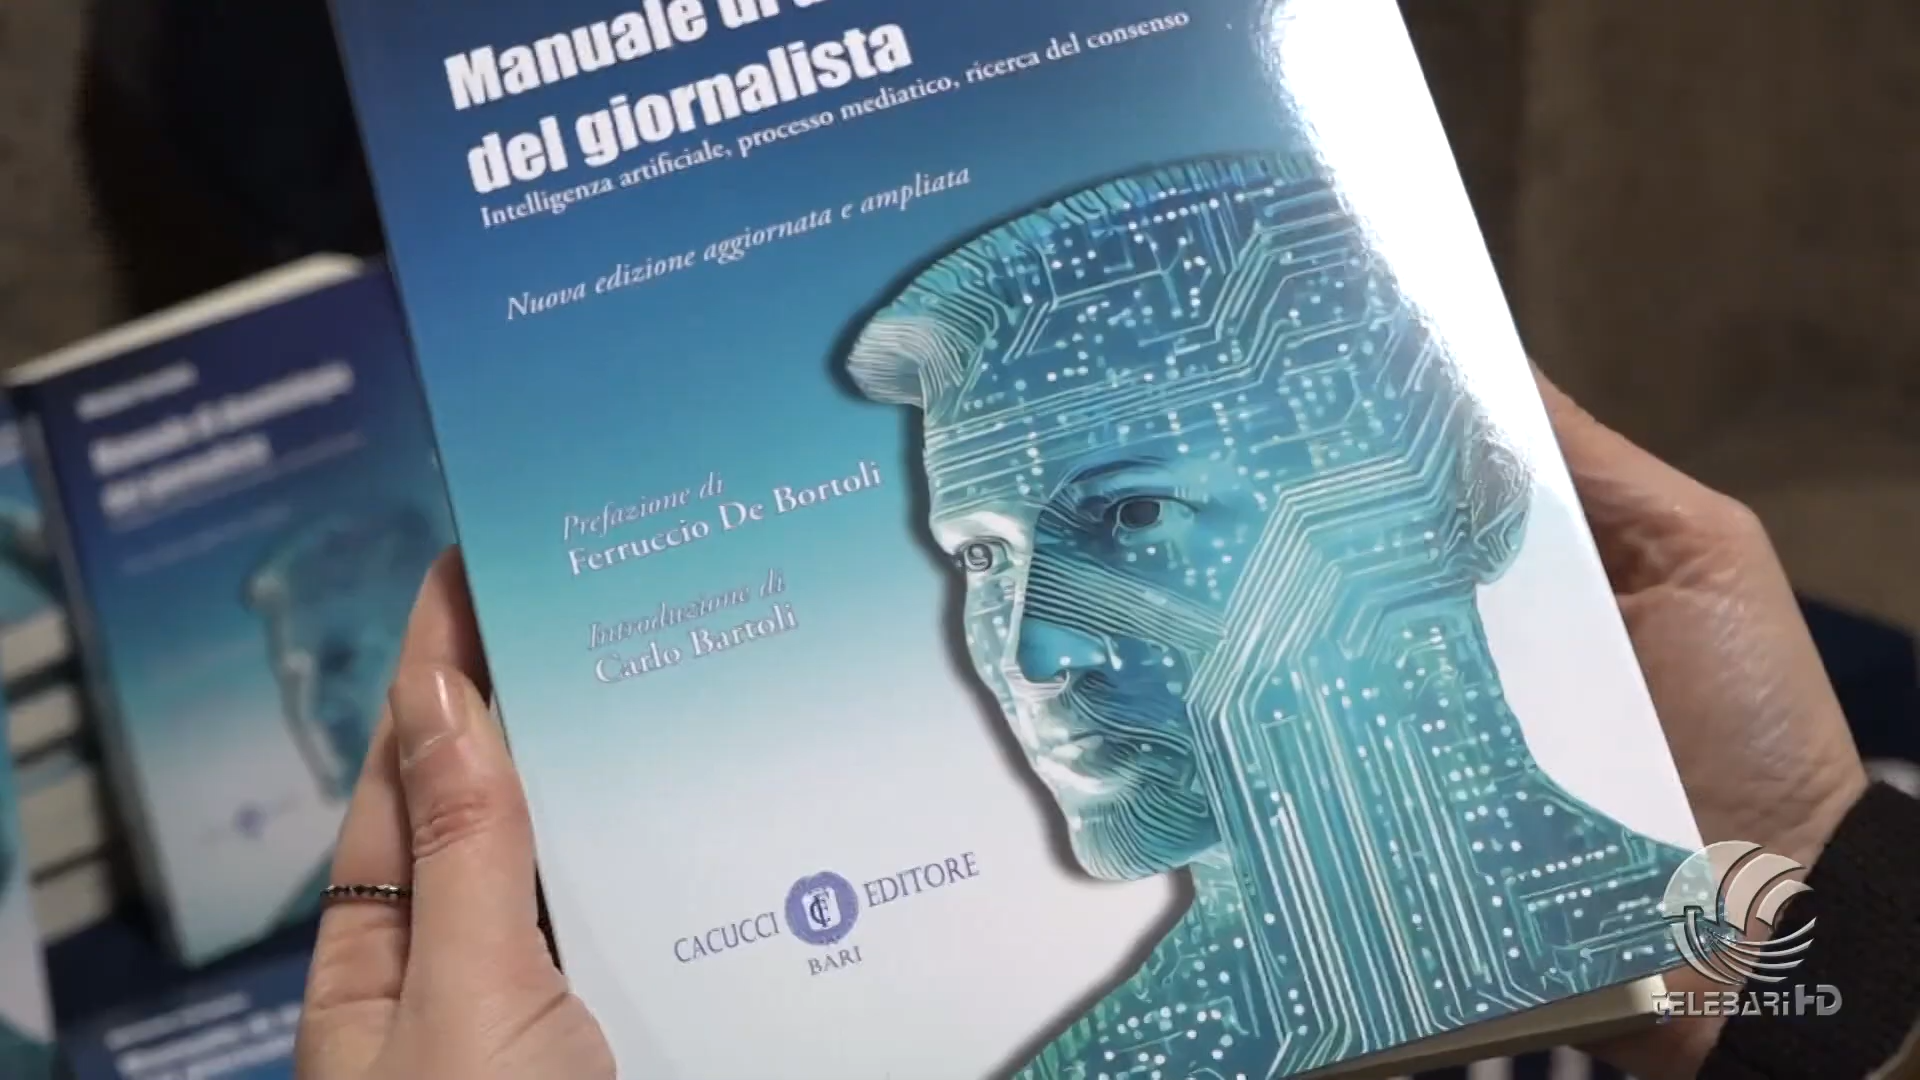 Manuale di
del giornalista
Intelligenza artificiale, processo mediatico, ricerca del consenso
Nuova edizione aggiornata e ampliata
Prefazione di
Ferruccio De Bortoli
Introduzione di
Carlo Bartoli
CACUCCI EDITORE
BARI
TELEBARI HD